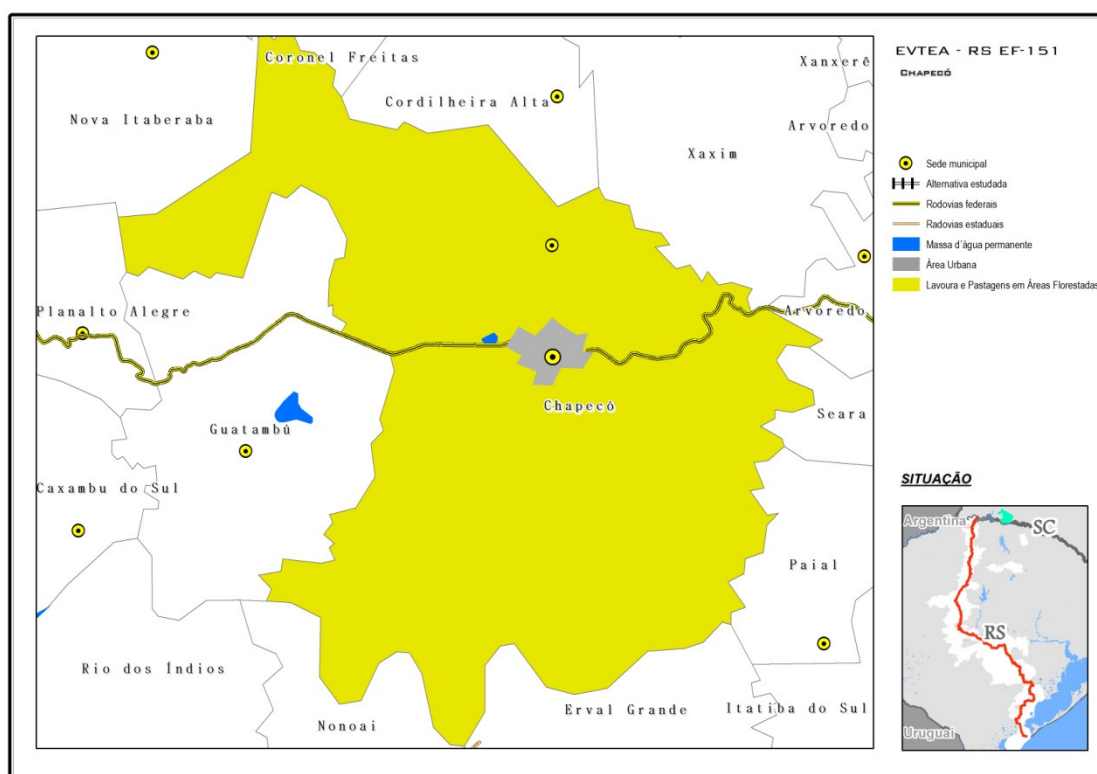 EVTEA - RS EF-151
CHAPECÓ
Coronel Freitas
Xanxerê
Cordilheira Alta
Nova Itaberaba
Arvoredo
Xaxim
Sede municipal
Alternativa estudada
Rodovias federais
Radovias estaduais
Massa d´água permanente
Área Urbana
Lavoura e Pastagens em Áreas Florestadas
Planalto Alegre
Arvoredo
Chapecó
Seara
Guatambú
Caxambu do Sul
SITUAÇÃO
Argentina
SC
Paial
RS
Rio dos Índios
Erval Grande
Itatiba do Sul
Nonoai
Uruguai